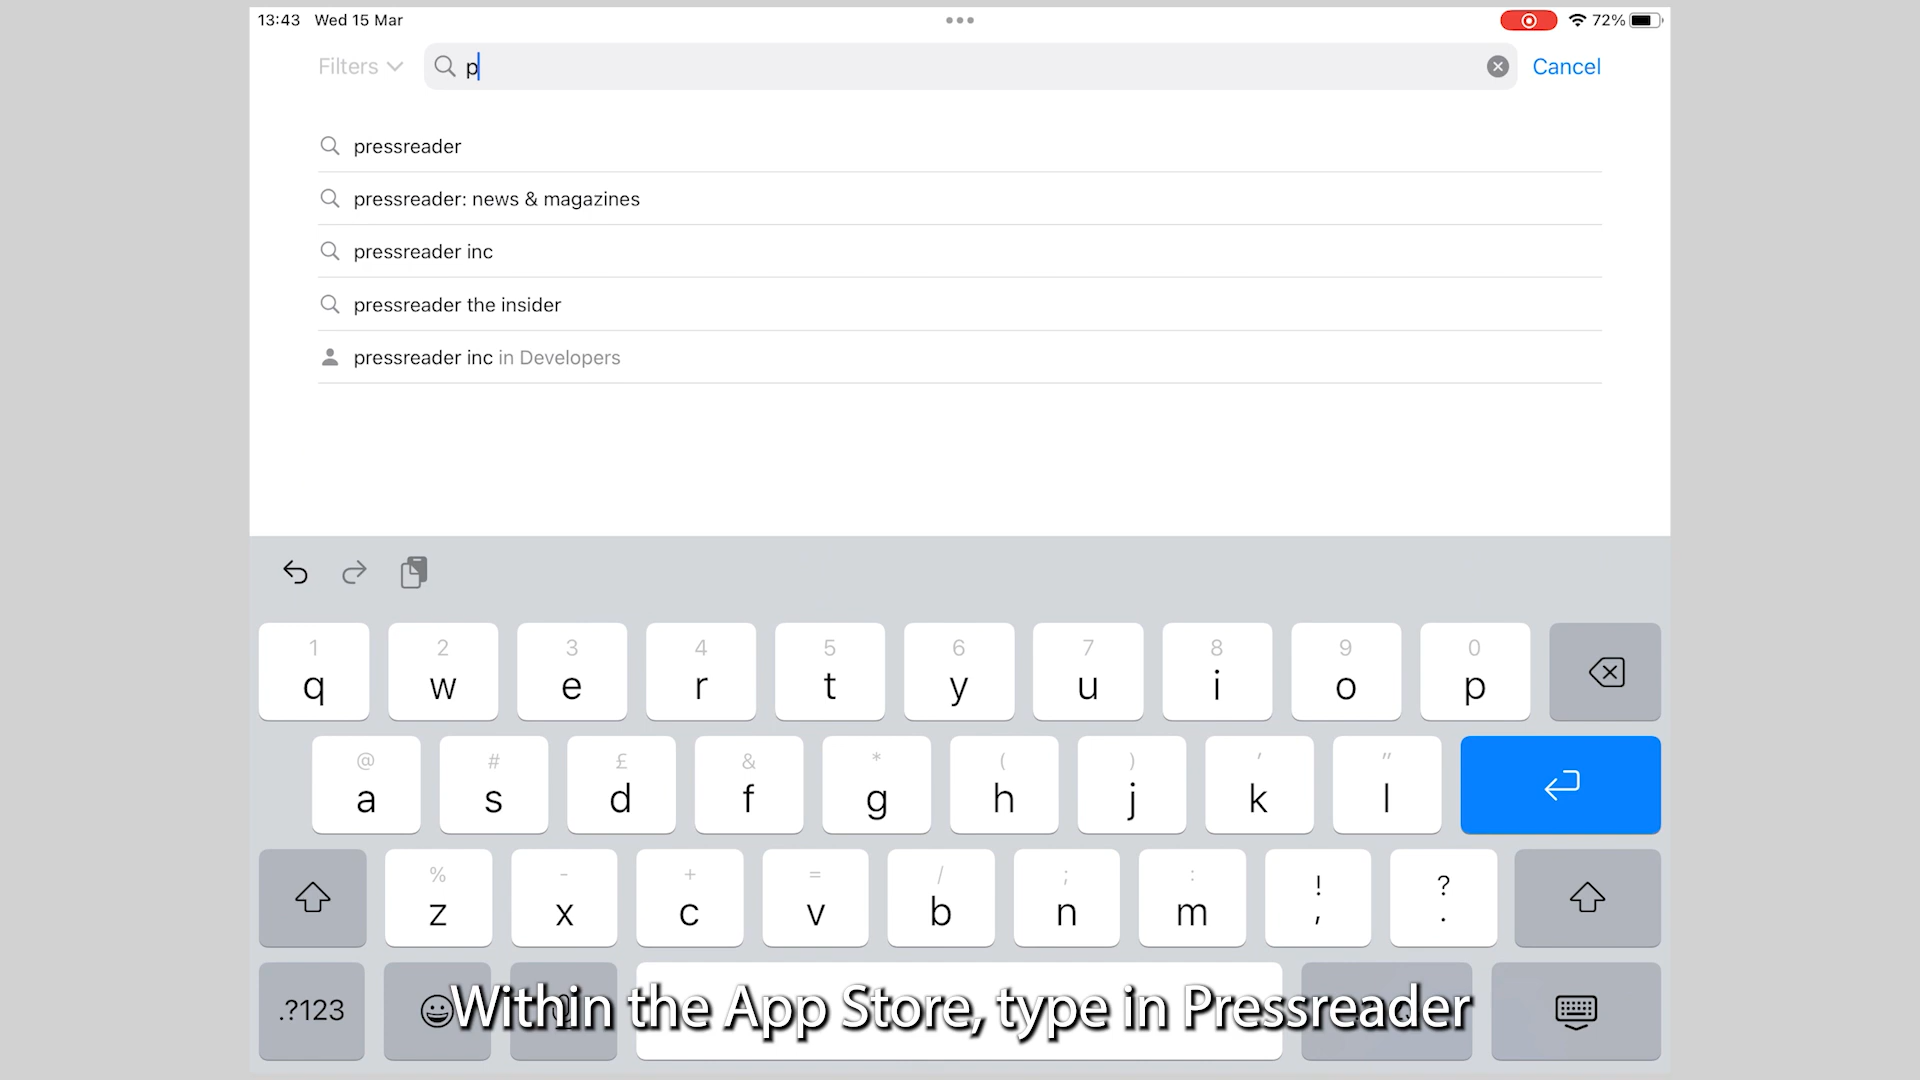 13:43 Wed 15 Mar
72%
Filters
p
Cancel
pressreader
pressreader: news & magazines
pressreader inc
pressreader the insider
pressreader inc in Developers
1 2 3 4 5 6 7 8 9 0
q w e r t y u i o p
@ # £ & * ( ) ' "
a s d f g h j k l
% - + = / ; : ! ?
z x c v b n m , .
.?123
Within the App Store, type in Pressreader